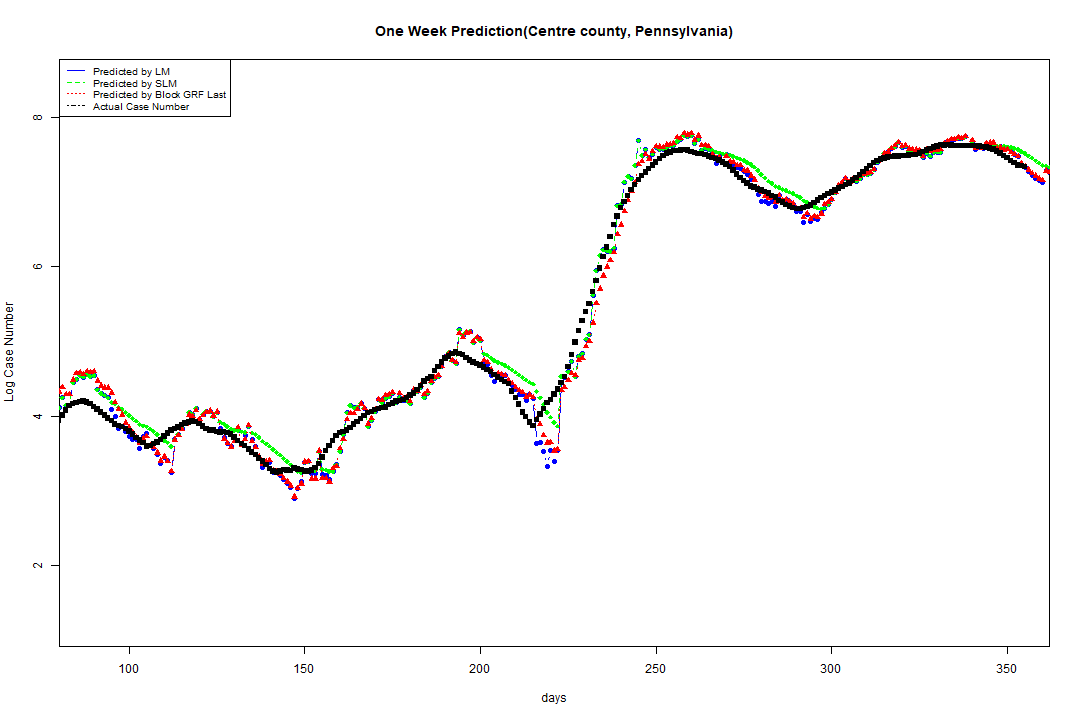 One Week Prediction(Centre county, Pennsylvania)
Predicted by LM
Predicted by SLM
Predicted by Block GRF Last
Actual Case Number
8
6
4
2
Log Case Number
100 150 200 250 300 350
days